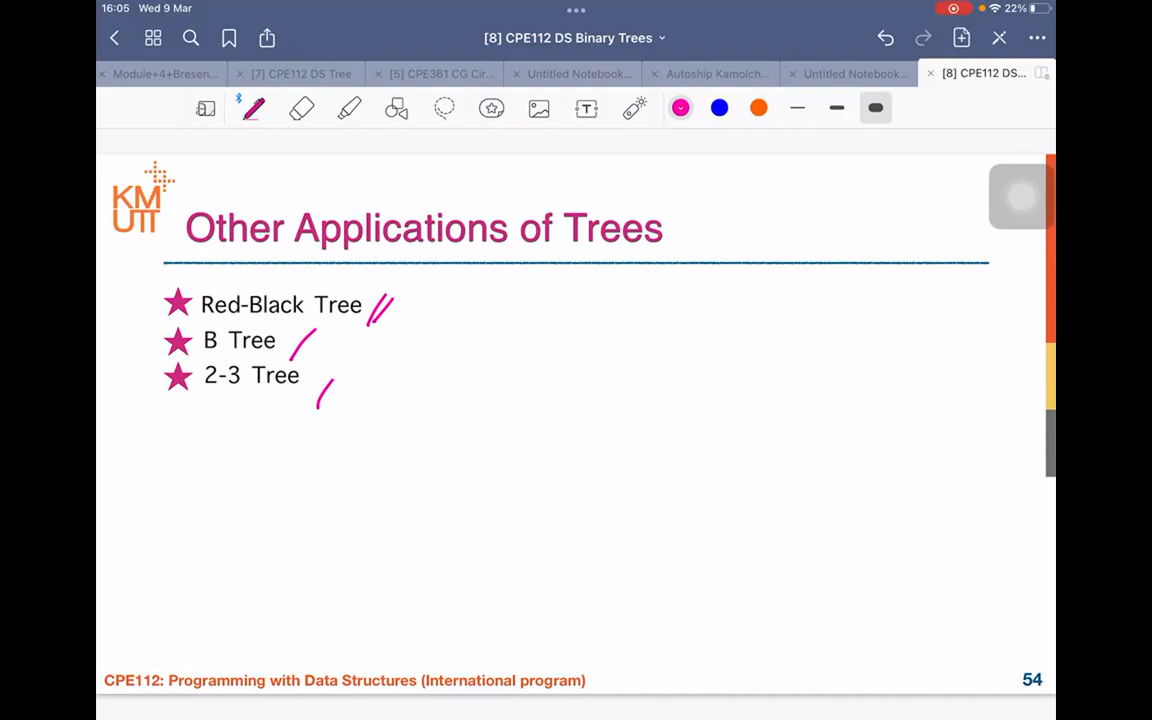 16:05 Wed 9 Mar
22%
[8] CPE112 DS Binary Trees
Module+4+Bresen...
[7] CPE112 DS Tree
[5] CPE361 CG Cir...
Untitled Notebook...
Autoship Kamolch...
Untitled Notebook...
[8] CPE112 DS...
T
KM
UTT
Other Applications of Trees
Red-Black Tree
B Tree
2-3 Tree
CPE112: Programming with Data Structures (International program)
54